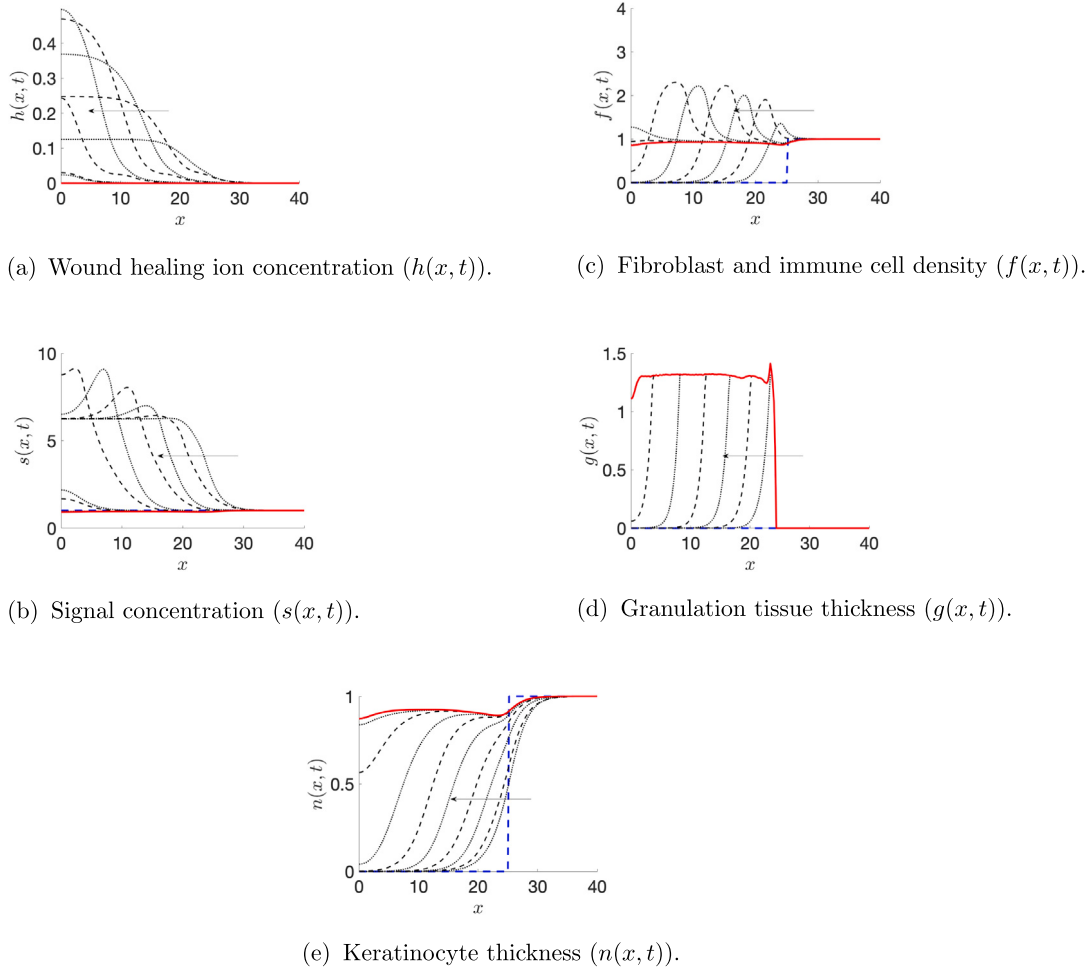 0.4
0.3
0.2
0.1
0
h(x, t)
0 10 20 30 40
x
(a) Wound healing ion concentration (h(x, t)).
4
3
2
1
0
f(x, t)
0 10 20 30 40
x
(c) Fibroblast and immune cell density (f(x, t)).
10
5
0
s(x, t)
0 10 20 30 40
x
(b) Signal concentration (s(x, t)).
1.5
1
0.5
0
g(x, t)
0 10 20 30 40
x
(d) Granulation tissue thickness (g(x, t)).
1
0.5
0
n(x, t)
0 10 20 30 40
x
(e) Keratinocyte thickness (n(x, t)).